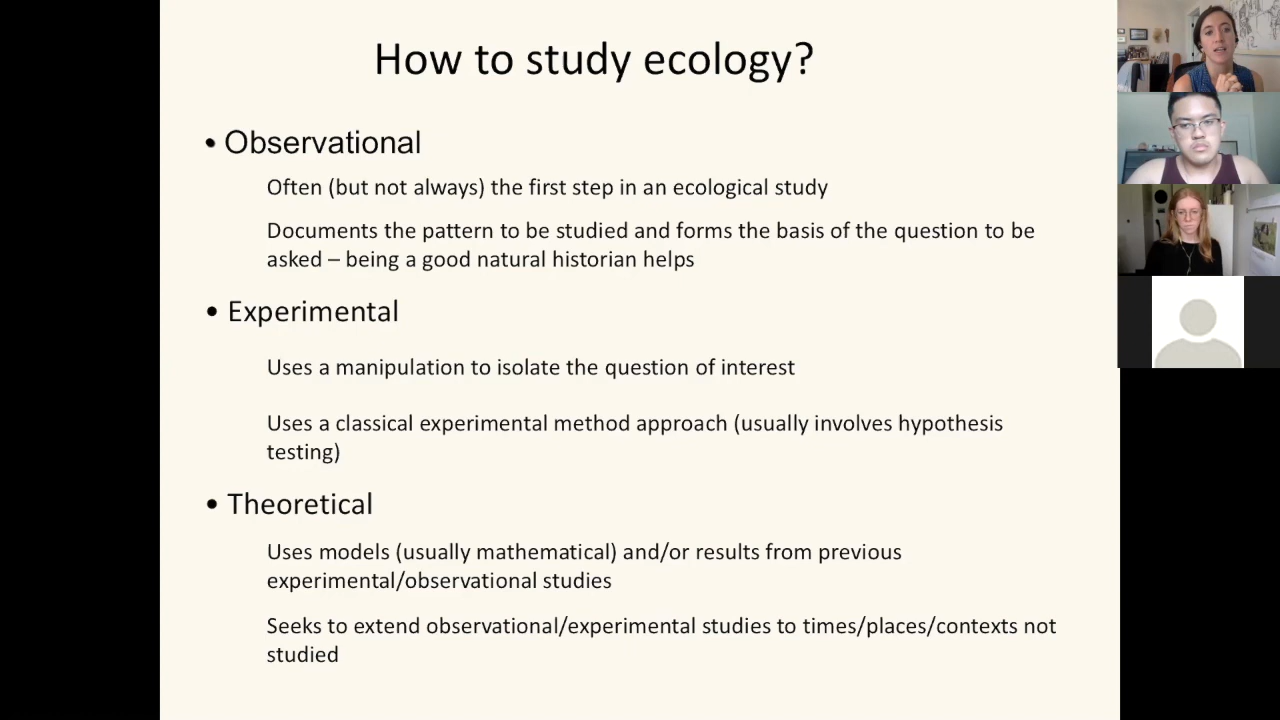 How to study ecology?
• Observational
Often (but not always) the first step in an ecological study
Documents the pattern to be studied and forms the basis of the question to be
asked – being a good natural historian helps
• Experimental
Uses a manipulation to isolate the question of interest
Uses a classical experimental method approach (usually involves hypothesis
testing)
• Theoretical
Uses models (usually mathematical) and/or results from previous
experimental/observational studies
Seeks to extend observational/experimental studies to times/places/contexts not
studied